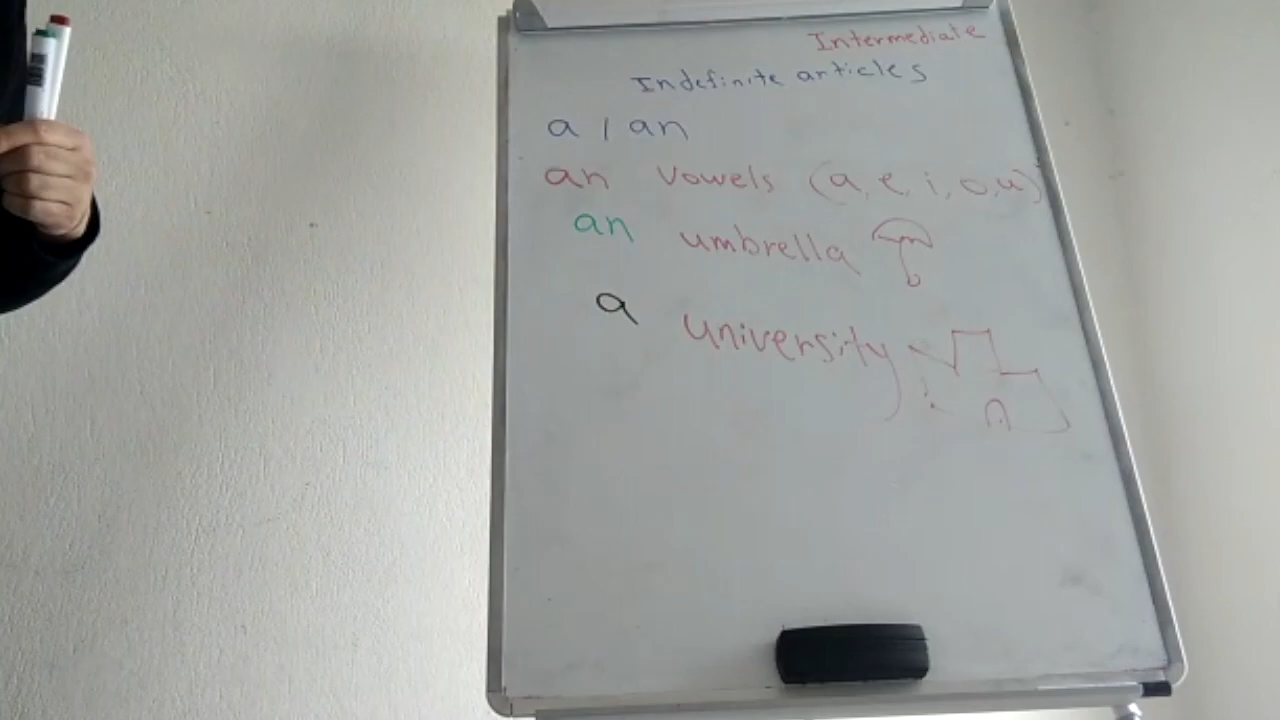 Intermediate
Indefinite articles
a / an
an vowels (a, e, i, o, u)
an umbrella
a university